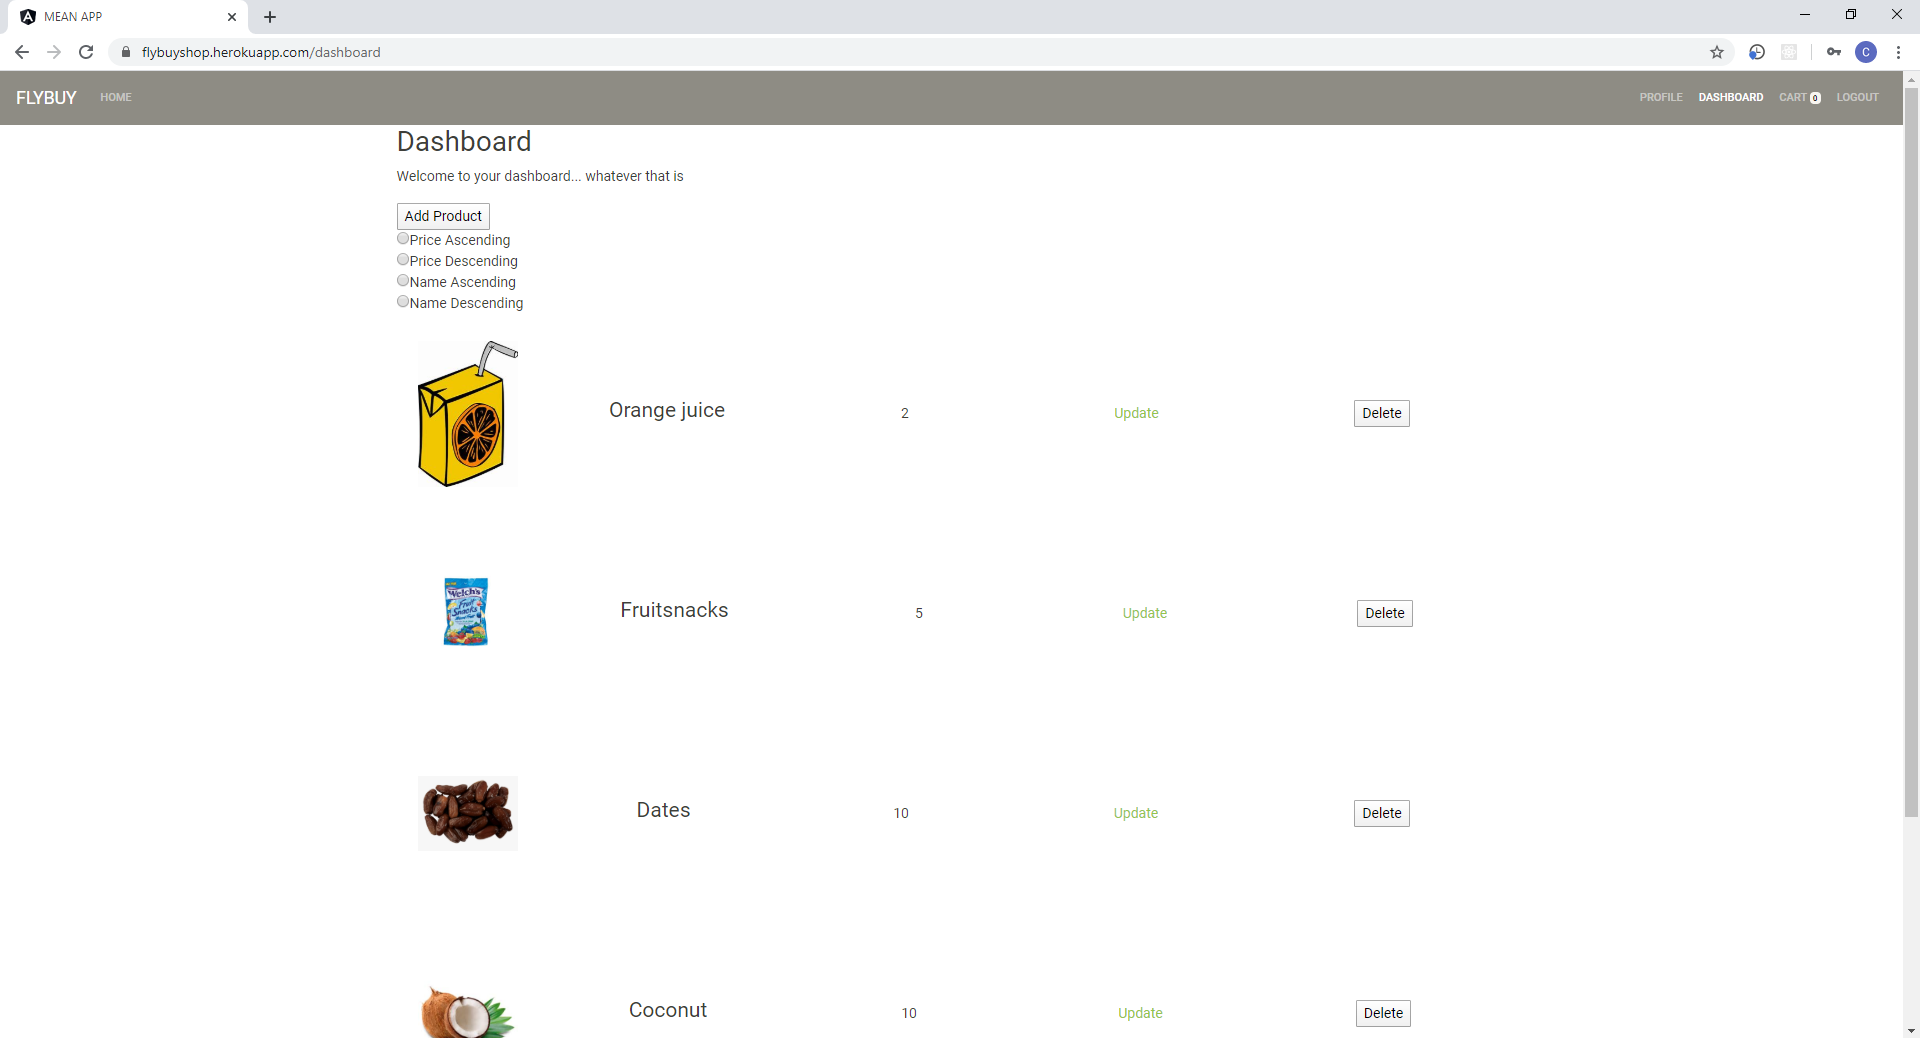 MEAN APP
flybuyshop.herokuapp.com/dashboard
C
FLYBUY HOME PROFILE DASHBOARD CART 0 LOGOUT
Dashboard
Welcome to your dashboard... whatever that is
Add Product
Price Ascending
Price Descending
Name Ascending
Name Descending
Orange juice 2 Update Delete
Welch's
Fruit
Snacks
Fruitsnacks 5 Update Delete
Dates 10 Update Delete
Coconut 10 Update Delete